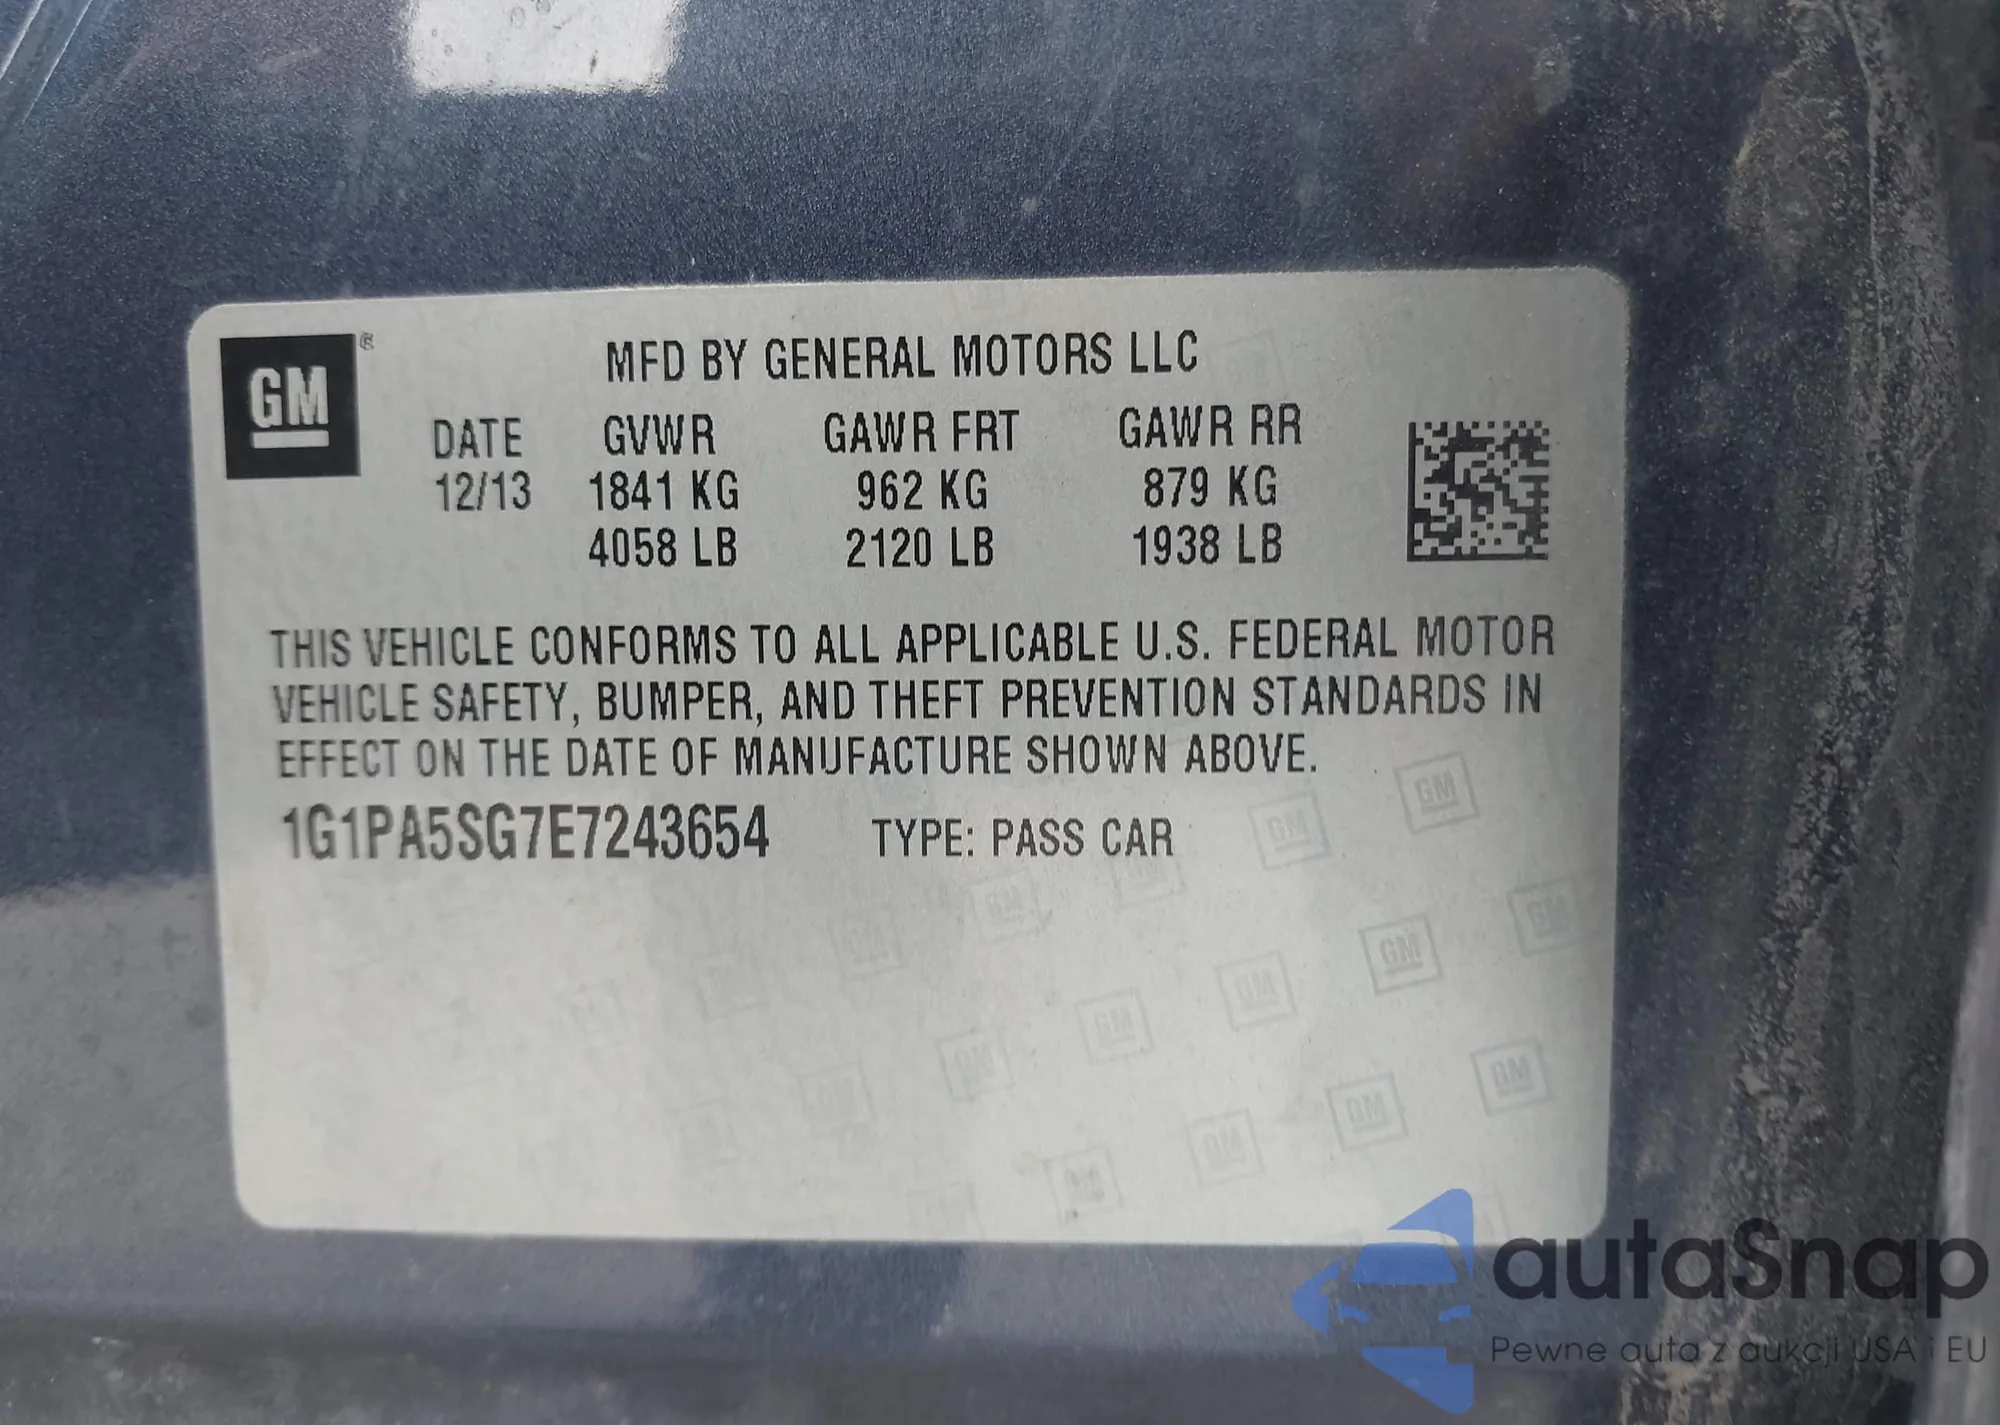 GM ®
MFD BY GENERAL MOTORS LLC
DATE GVWR GAWR FRT GAWR RR
12/13 1841 KG 962 KG 879 KG
4058 LB 2120 LB 1938 LB
THIS VEHICLE CONFORMS TO ALL APPLICABLE U.S. FEDERAL MOTOR
VEHICLE SAFETY, BUMPER, AND THEFT PREVENTION STANDARDS IN
EFFECT ON THE DATE OF MANUFACTURE SHOWN ABOVE.
1G1PA5SG7E7243654 TYPE: PASS CAR
autaSnap
Pewne auta z aukcji USA i EU